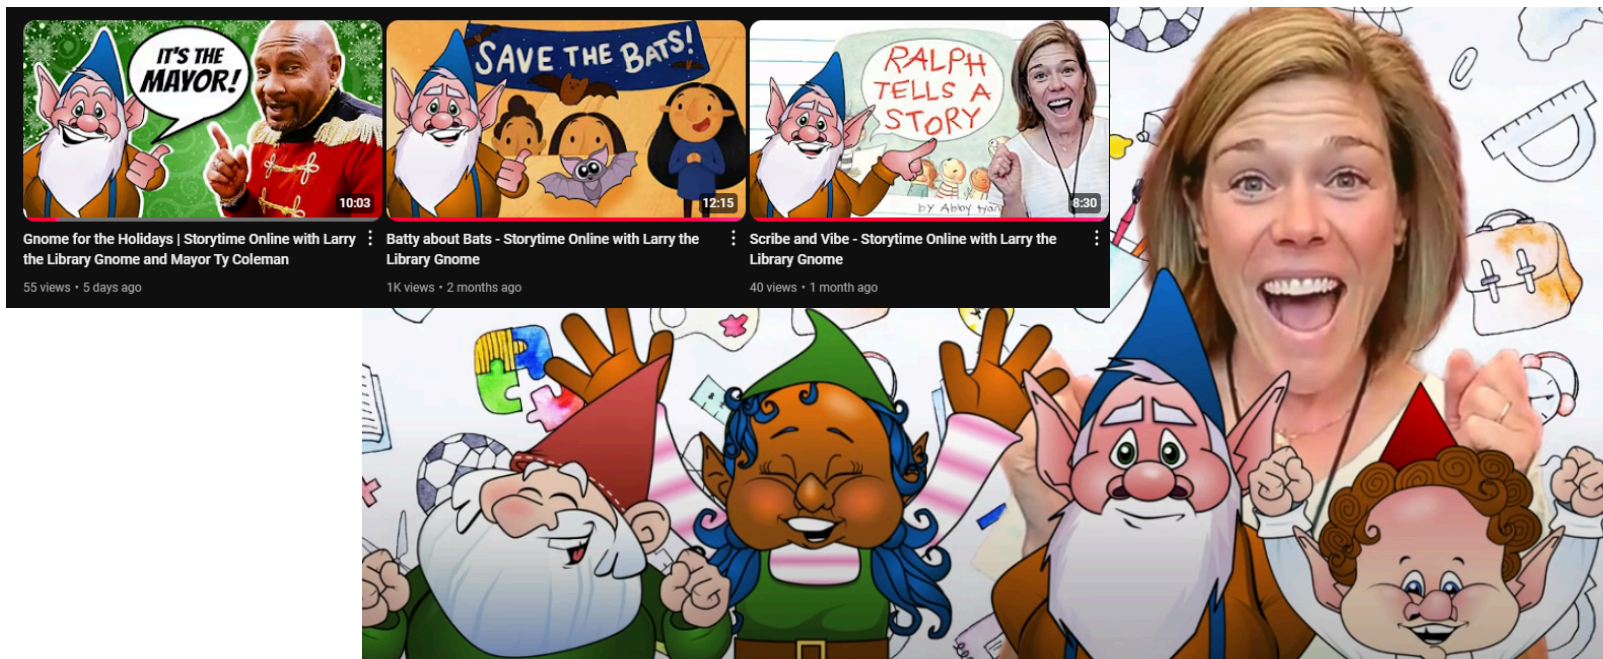 IT'S THE
MAYOR!
10:03
SAVE THE BATS!
12:15
RALPH
TELLS A
STORY
by Abby Han
8:30
Gnome for the Holidays | Storytime Online with Larry
the Library Gnome and Mayor Ty Coleman
55 views • 5 days ago
Batty about Bats - Storytime Online with Larry the
Library Gnome
1K views • 2 months ago
Scribe and Vibe - Storytime Online with Larry the
Library Gnome
40 views • 1 month ago